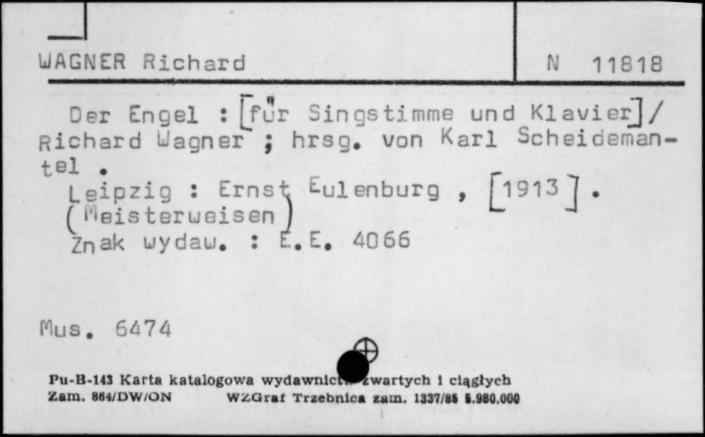 WAGNER Richard
N 11818
Der Engel : [für Singstimme und Klavier]/
Richard Wagner ; hrsg. von Karl Scheideman-
tel .
Leipzig : Ernst Eulenburg , [1913] .
(Meisterweisen)
Znak wydaw. : E.E. 4066
Mus. 6474
Pu-B-143 Karta katalogowa zwartych i ciągłych
Zam. 864/DW/ON WZGraf Trzebnica zam. 1337/86 5.980.000